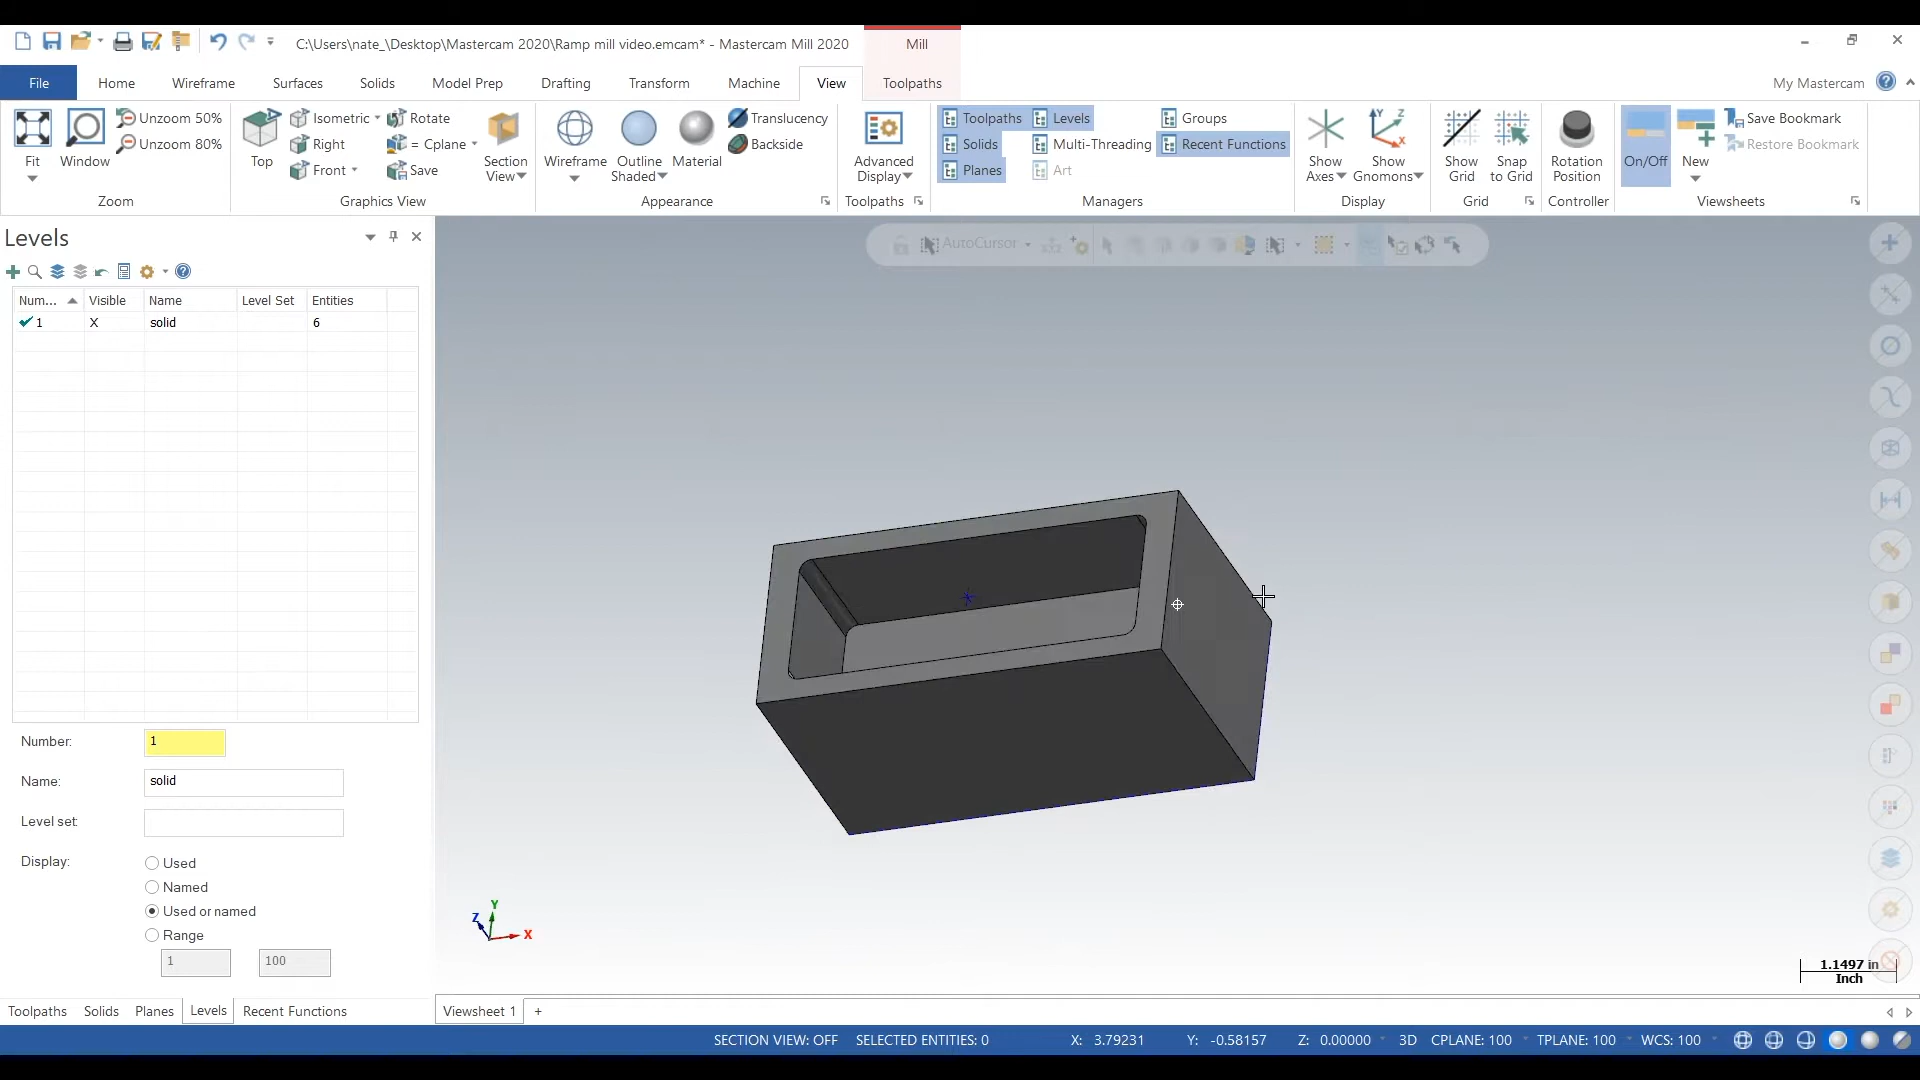 C:\Users\nate_\Desktop\Mastercam 2020\Ramp mill video.emcam* - Mastercam Mill 2020
Mill
File Home Wireframe Surfaces Solids Model Prep Drafting Transform Machine View Toolpaths My Mastercam
Fit
Window
Unzoom 50%
Unzoom 80%
Zoom
Top
Isometric
Right
Front
Rotate
= Cplane
Save
Section View
Graphics View
Wireframe
Outline Shaded
Material
Translucency
Backside
Appearance
Advanced Display
Toolpaths
Toolpaths Levels Groups
Solids Multi-Threading Recent Functions
Planes Art
Managers
Show Axes
Show Gnomons
Display
Show Grid
Snap to Grid
Grid
Rotation Position
Controller
On/Off
New
Save Bookmark
Restore Bookmark
Viewsheets
Levels
AutoCursor
Num... Visible Name Level Set Entities
1 X solid 6
Number: 1
Name: solid
Level set:
Display:
Used
Named
Used or named
Range
1 100
Z Y X
1.1497 in
Inch
Toolpaths Solids Planes Levels Recent Functions
Viewsheet 1 +
SECTION VIEW: OFF SELECTED ENTITIES: 0 X: 3.79231 Y: -0.58157 Z: 0.00000 3D CPLANE: 100 TPLANE: 100 WCS: 100